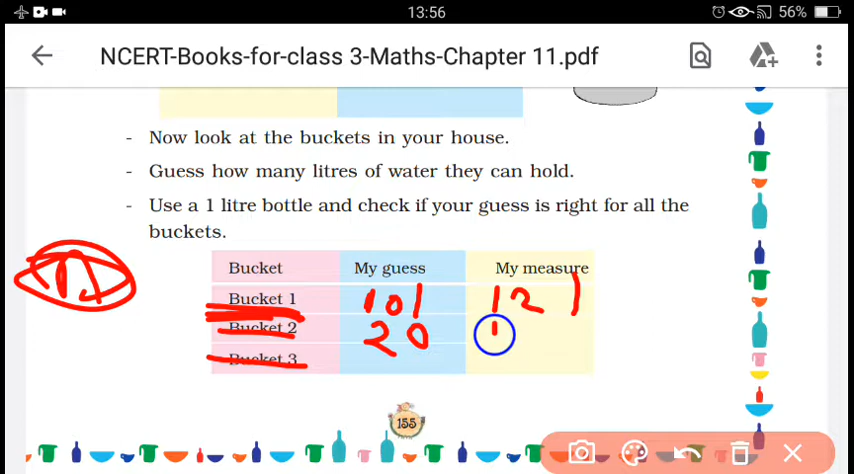 13:56
56%
NCERT-Books-for-class 3-Maths-Chapter 11.pdf
- Now look at the buckets in your house.
- Guess how many litres of water they can hold.
- Use a 1 litre bottle and check if your guess is right for all the
buckets.
Bucket My guess My measure
Bucket 1 10 l 12 l
Bucket 2 20 1
Bucket 3
155